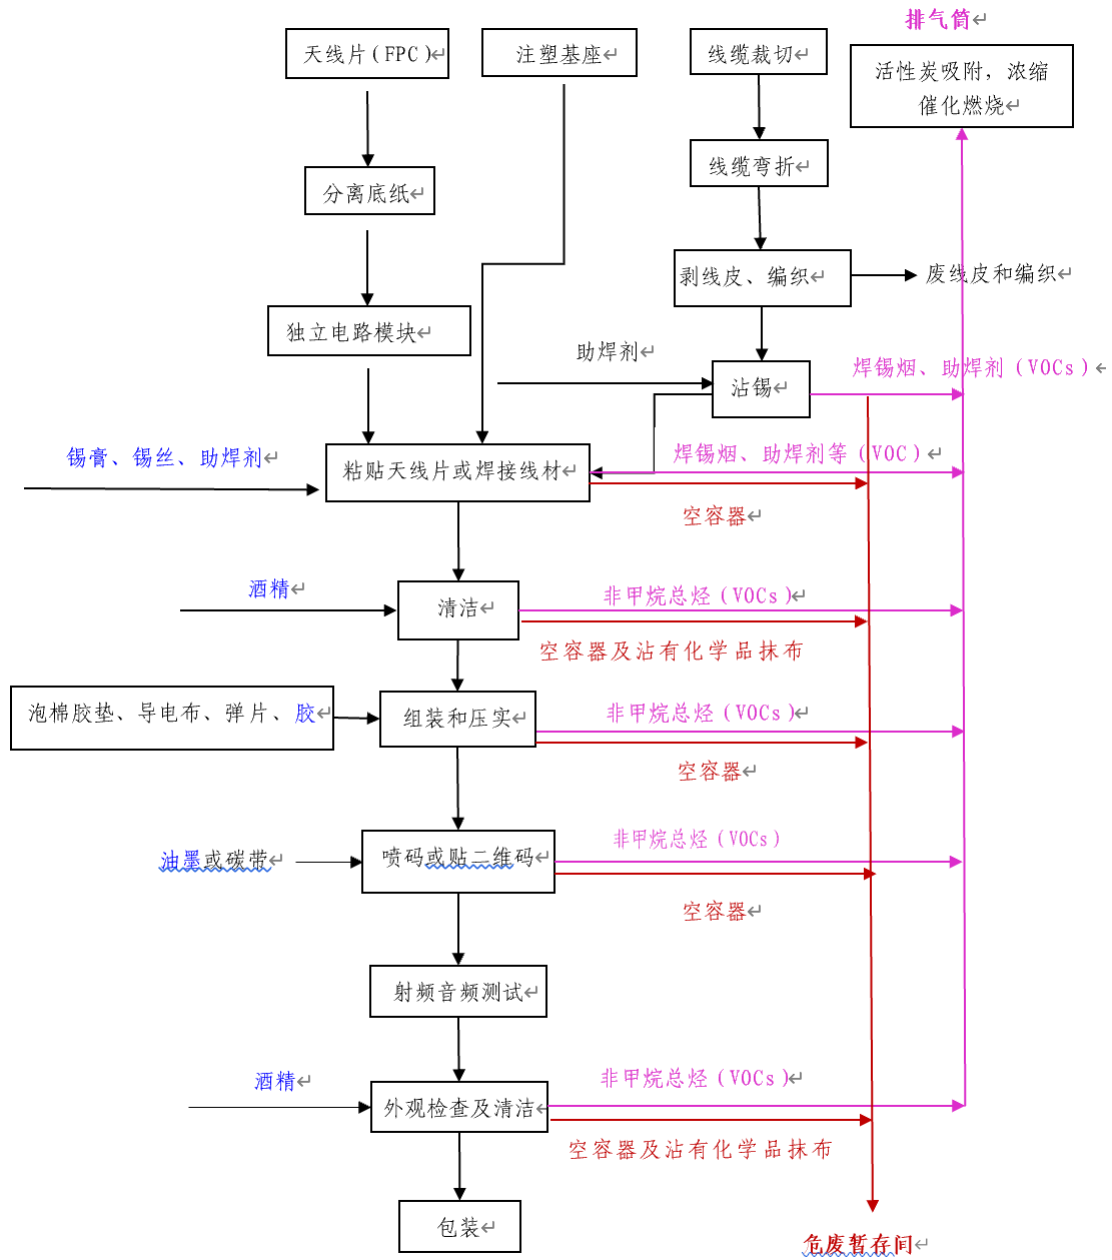 排气筒
天线片(FPC)
注塑基座
线缆裁切
活性炭吸附，浓缩
催化燃烧
线缆弯折
分离底纸
剥线皮、编织
废线皮和编织
独立电路模块
助焊剂
沾锡
焊锡烟、助焊剂(VOCs)
锡膏、锡丝、助焊剂
粘贴天线片或焊接线材
焊锡烟、助焊剂等(VOC)
空容器
酒精
清洁
非甲烷总烃(VOCs)
空容器及沾有化学品抹布
泡棉胶垫、导电布、弹片、胶
组装和压实
非甲烷总烃(VOCs)
空容器
油墨或碳带
喷码或贴二维码
非甲烷总烃(VOCs)
空容器
射频音频测试
酒精
外观检查及清洁
非甲烷总烃(VOCs)
空容器及沾有化学品抹布
包装
危废暂存间